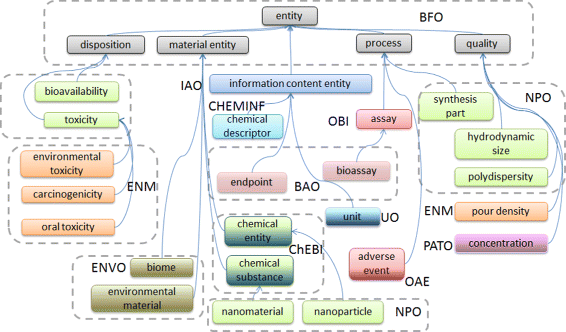 entity
BFO
disposition
material entity
process
quality
IAO
information content entity
bioavailability
toxicity
CHEMINF
chemical
descriptor
OBI
assay
synthesis
part
NPO
hydrodynamic
size
polydispersity
environmental
toxicity
carcinogenicity
ENM
oral toxicity
endpoint
bioassay
BAO
unit
UO
ENM
pour density
PATO
concentration
chemical
entity
ChEBI
chemical
substance
adverse
event
OAE
ENVO
biome
environmental
material
nanomaterial
nanoparticle
NPO